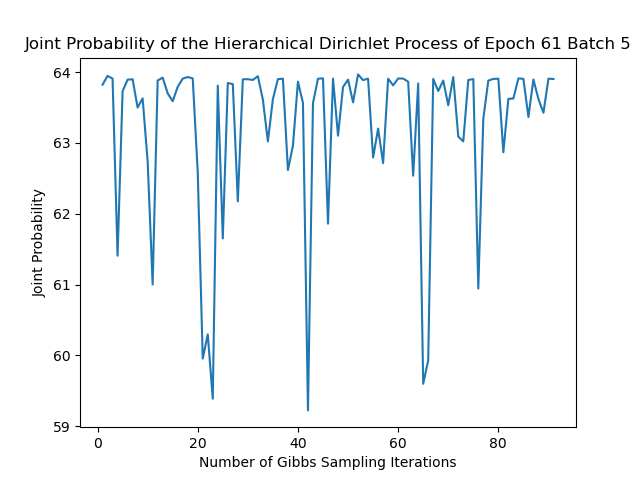 Joint Probability of the Hierarchical Dirichlet Process of Epoch 61 Batch 5
64
63
62
61
60
59
Joint Probability
0 20 40 60 80
Number of Gibbs Sampling Iterations